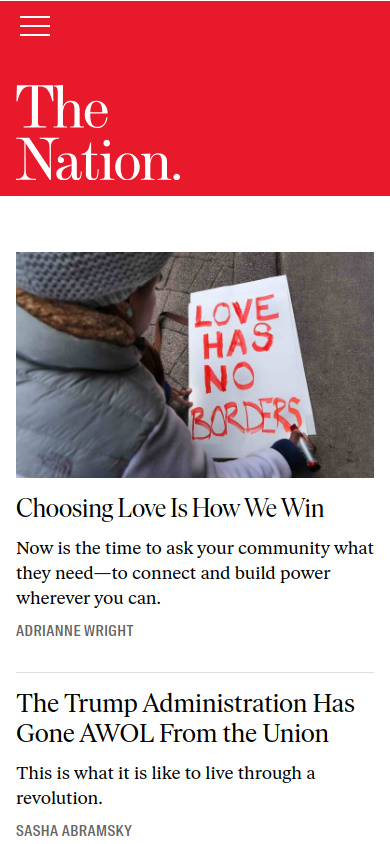 The
Nation.
LOVE
HAS
NO
BORDERS
Choosing Love Is How We Win
Now is the time to ask your community what
they need—to connect and build power
wherever you can.
ADRIANNE WRIGHT
The Trump Administration Has
Gone AWOL From the Union
This is what it is like to live through a
revolution.
SASHA ABRAMSKY